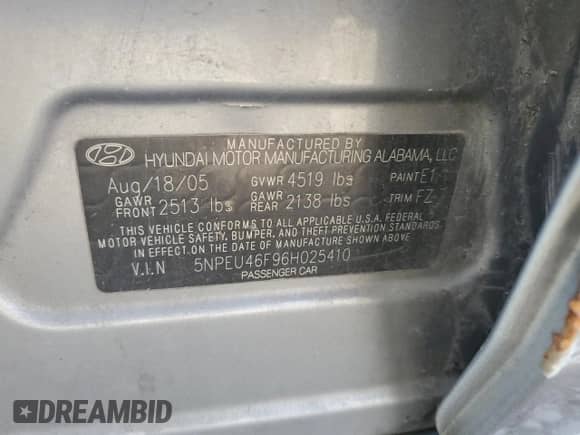 MANUFACTURED BY
HYUNDAI MOTOR MANUFACTURING ALABAMA, LLC
Aug/18/05 GVWR 4519 lbs PAINT E1
GAWR FRONT 2513 lbs GAWR REAR 2138 lbs TRIM FZ
THIS VEHICLE CONFORMS TO ALL APPLICABLE U.S.A. FEDERAL
MOTOR VEHICLE SAFETY, BUMPER, AND THEFT PREVENTION STANDARDS
IN EFFECT ON THE DATE OF MANUFACTURE SHOWN ABOVE
V.I.N 5NPEU46F96H025410
PASSENGER CAR
DREAMBID